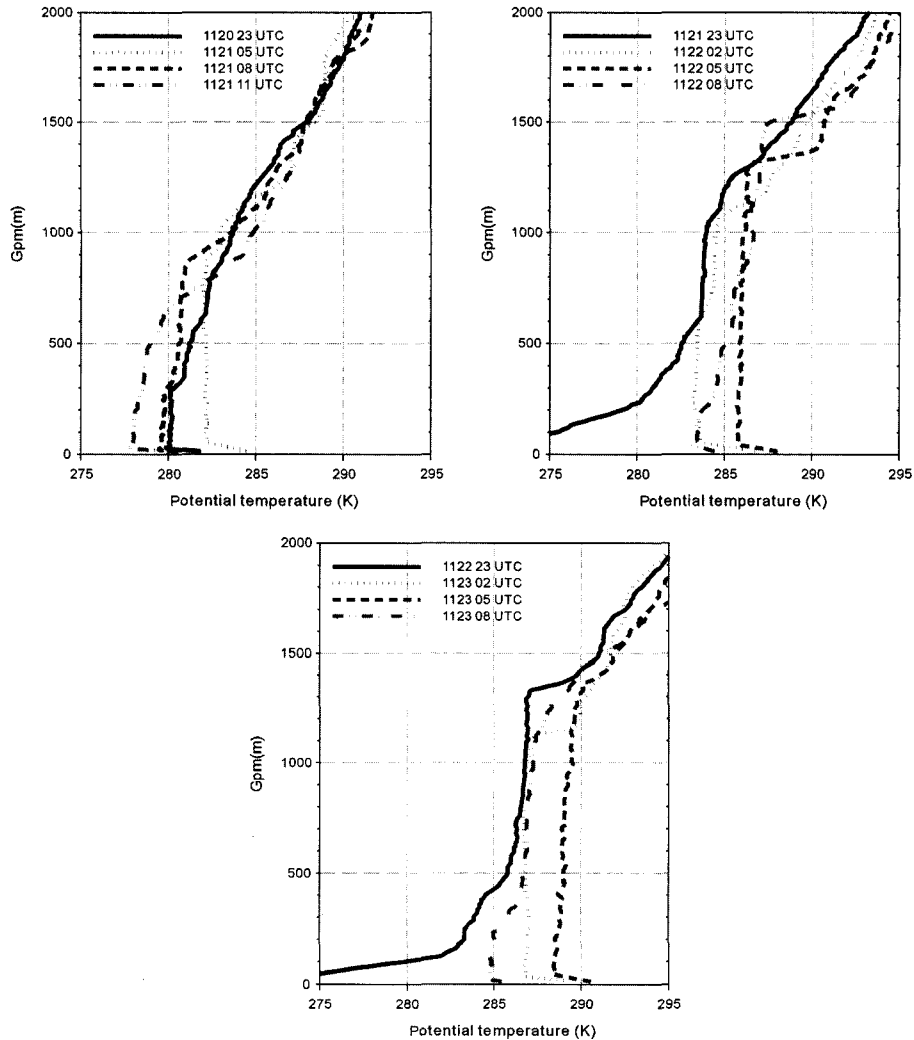 2000
1500
1000
500
0
Gpm(m)
1120 23 UTC
1121 05 UTC
1121 08 UTC
1121 11 UTC
275 280 285 290 295
Potential temperature (K)
2000
1500
1000
500
0
Gpm(m)
1121 23 UTC
1122 02 UTC
1122 05 UTC
1122 08 UTC
275 280 285 290 295
Potential temperature (K)
2000
1500
1000
500
0
Gpm(m)
1122 23 UTC
1123 02 UTC
1123 05 UTC
1123 08 UTC
275 280 285 290 295
Potential temperature (K)